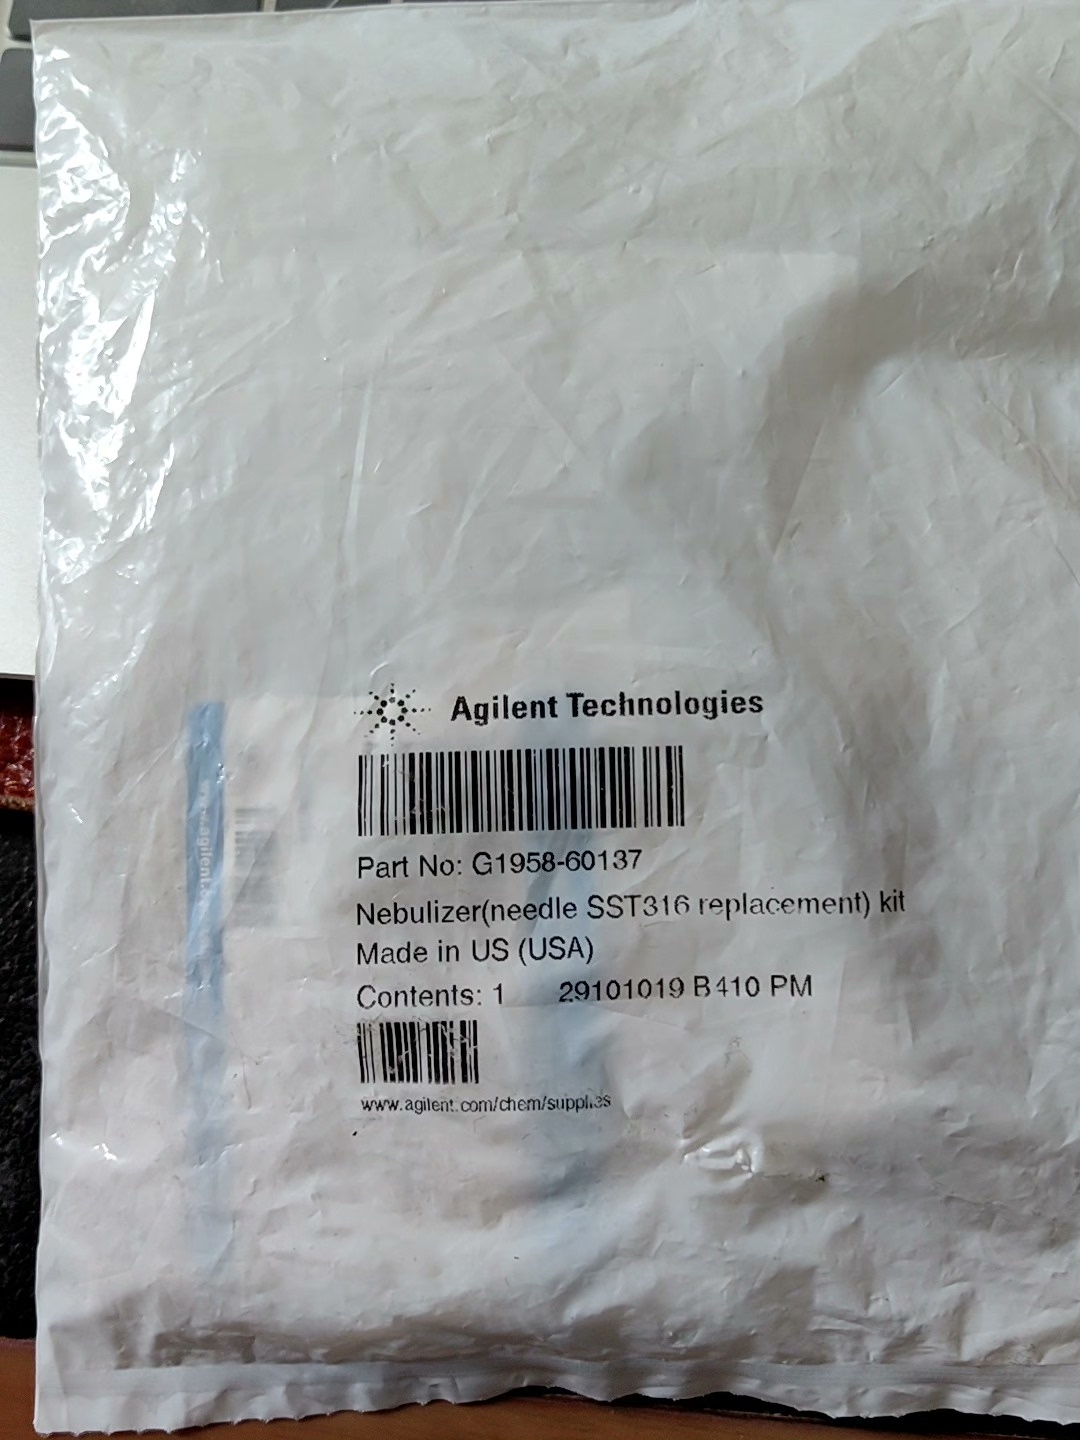 Agilent Technologies
Part No: G1958-60137
Nebulizer(needle SST316 replacement) kit
Made in US (USA)
Contents: 1 29101019 B410 PM
www.agilent.com/chem/supplies